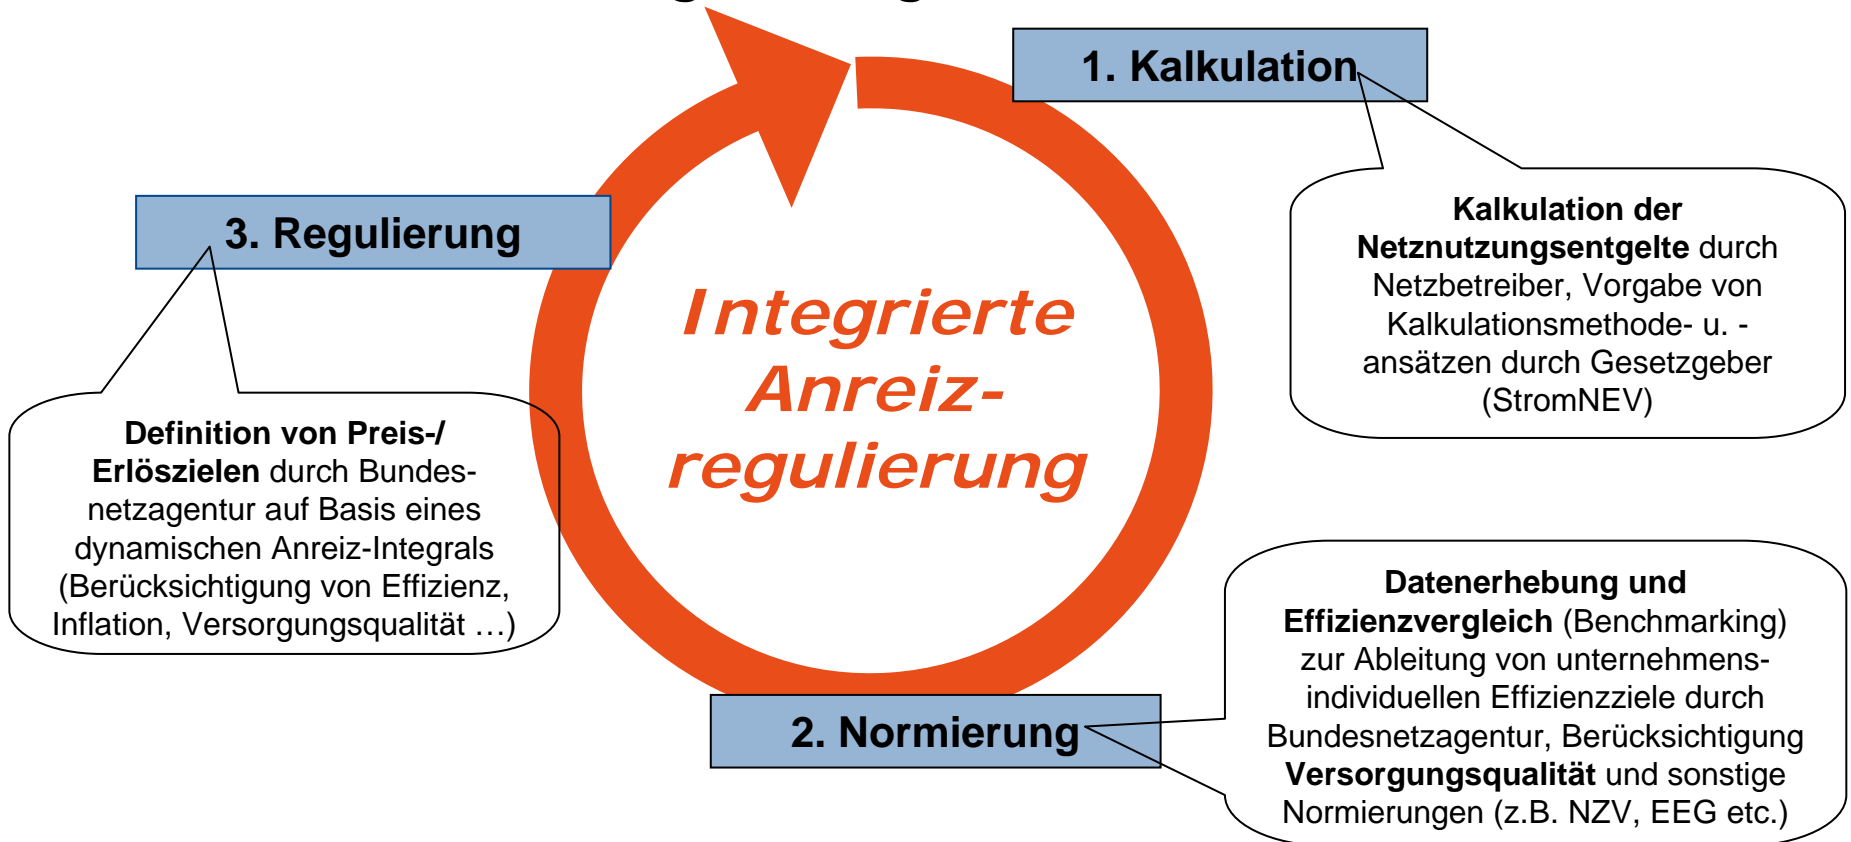 1. Kalkulation
Kalkulation der
Netznutzungsentgelte durch
Netzbetreiber, Vorgabe von
Kalkulationsmethode- u. -
ansätzen durch Gesetzgeber
(StromNEV)
3. Regulierung
Definition von Preis-/
Erlöszielen durch Bundes-
netzagentur auf Basis eines
dynamischen Anreiz-Integrals
(Berücksichtigung von Effizienz,
Inflation, Versorgungsqualität …)
Integrierte
Anreiz-
regulierung
2. Normierung
Datenerhebung und
Effizienzvergleich (Benchmarking)
zur Ableitung von unternehmens-
individuellen Effizienzziele durch
Bundesnetzagentur, Berücksichtigung
Versorgungsqualität und sonstige
Normierungen (z.B. NZV, EEG etc.)